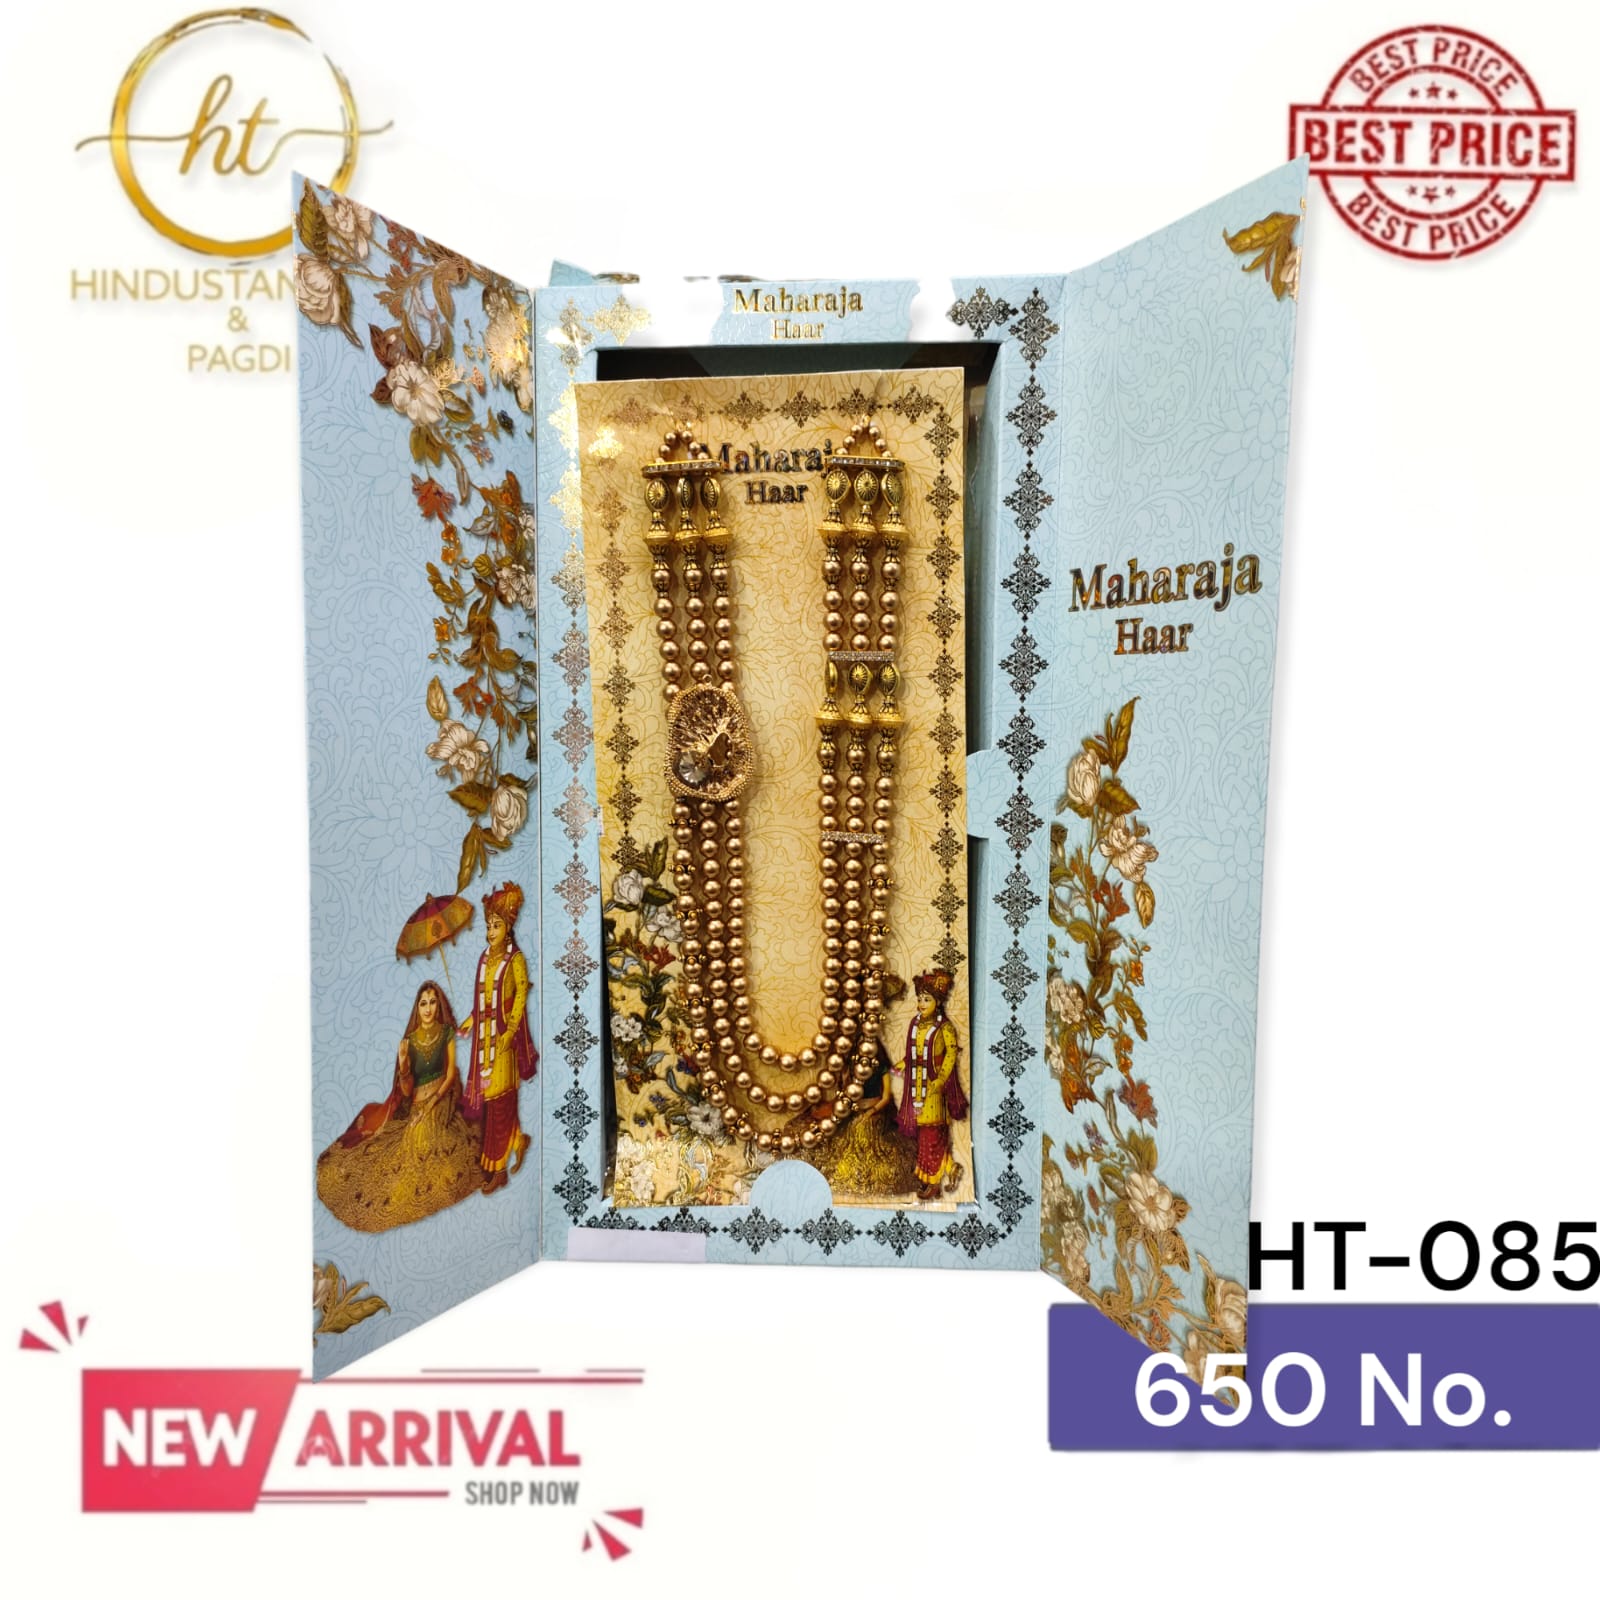 ht
HINDUSTAN
&
PAGDI
BEST PRICE
BEST PRICE
BEST PRICE
Maharaja
Haar
Maharaj
Haar
Maharaja
Haar
HT-085
650 No.
NEW ARRIVAL
SHOP NOW